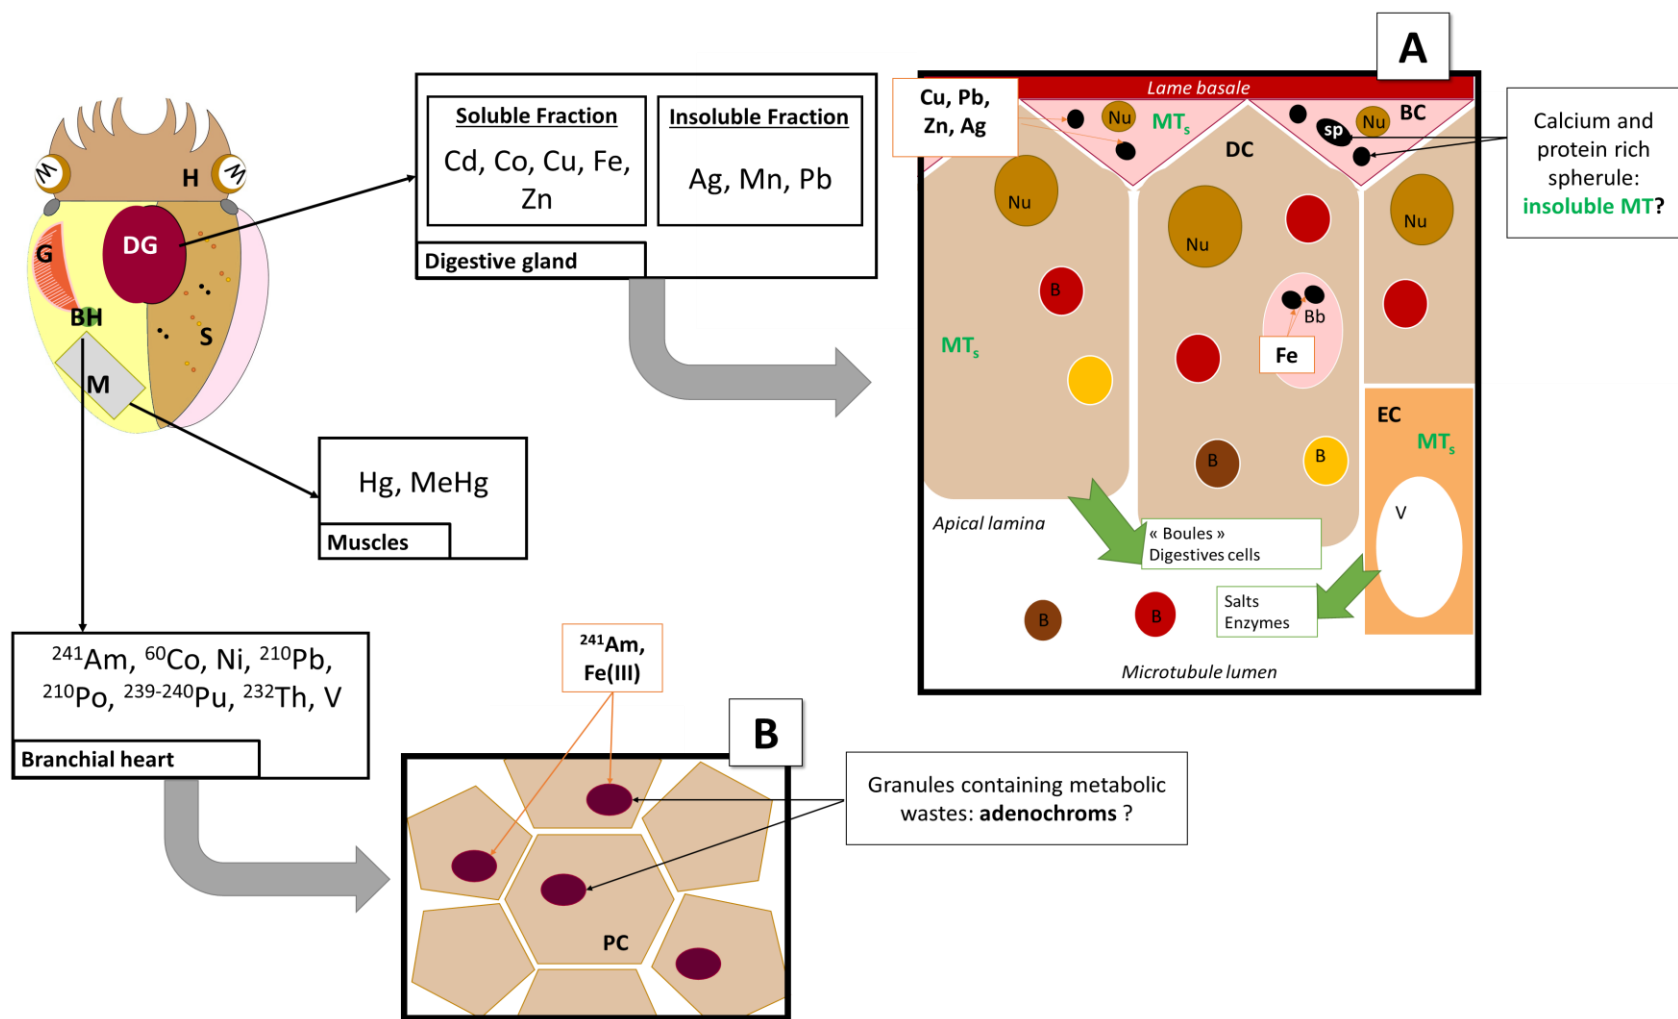 H
G
DG
BH
S
M
Soluble Fraction
Cd, Co, Cu, Fe,
Zn
Insoluble Fraction
Ag, Mn, Pb
Digestive gland
Hg, MeHg
Muscles
²⁴¹Am, ⁶⁰Co, Ni, ²¹⁰Pb,
²¹⁰Po, ²³⁹⁻²⁴⁰Pu, ²³²Th, V
Branchial heart
A
Lame basale
Cu, Pb,
Zn, Ag
Nu
MTₛ
sp
Nu
BC
DC
Nu
Nu
Nu
B
Bb
Fe
MTₛ
B
B
EC
MTₛ
V
Apical lamina
« Boules »
Digestives cells
Salts
Enzymes
B
B
Microtubule lumen
Calcium and
protein rich
spherule:
insoluble MT?
B
²⁴¹Am,
Fe(III)
PC
Granules containing metabolic
wastes: adenochroms ?